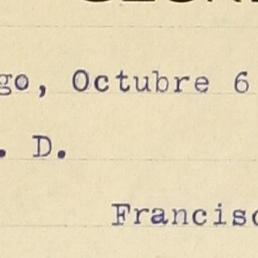 go, Octubre 6
. D.
Francisc